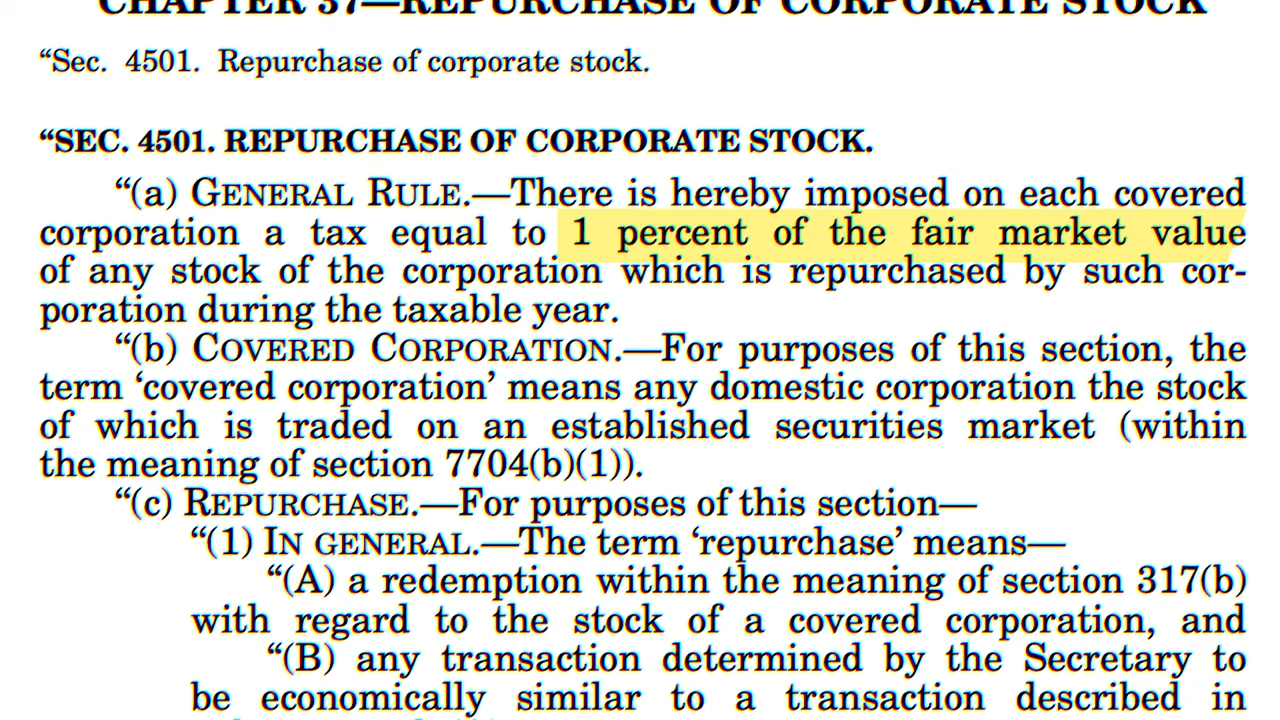 CHAPTER 37—REPURCHASE OF CORPORATE STOCK
“Sec. 4501. Repurchase of corporate stock.
“SEC. 4501. REPURCHASE OF CORPORATE STOCK.
“(a) GENERAL RULE.—There is hereby imposed on each covered
corporation a tax equal to 1 percent of the fair market value
of any stock of the corporation which is repurchased by such cor-
poration during the taxable year.
“(b) COVERED CORPORATION.—For purposes of this section, the
term ‘covered corporation’ means any domestic corporation the stock
of which is traded on an established securities market (within
the meaning of section 7704(b)(1)).
“(c) REPURCHASE.—For purposes of this section—
“(1) IN GENERAL.—The term ‘repurchase’ means—
“(A) a redemption within the meaning of section 317(b)
with regard to the stock of a covered corporation, and
“(B) any transaction determined by the Secretary to
be economically similar to a transaction described in